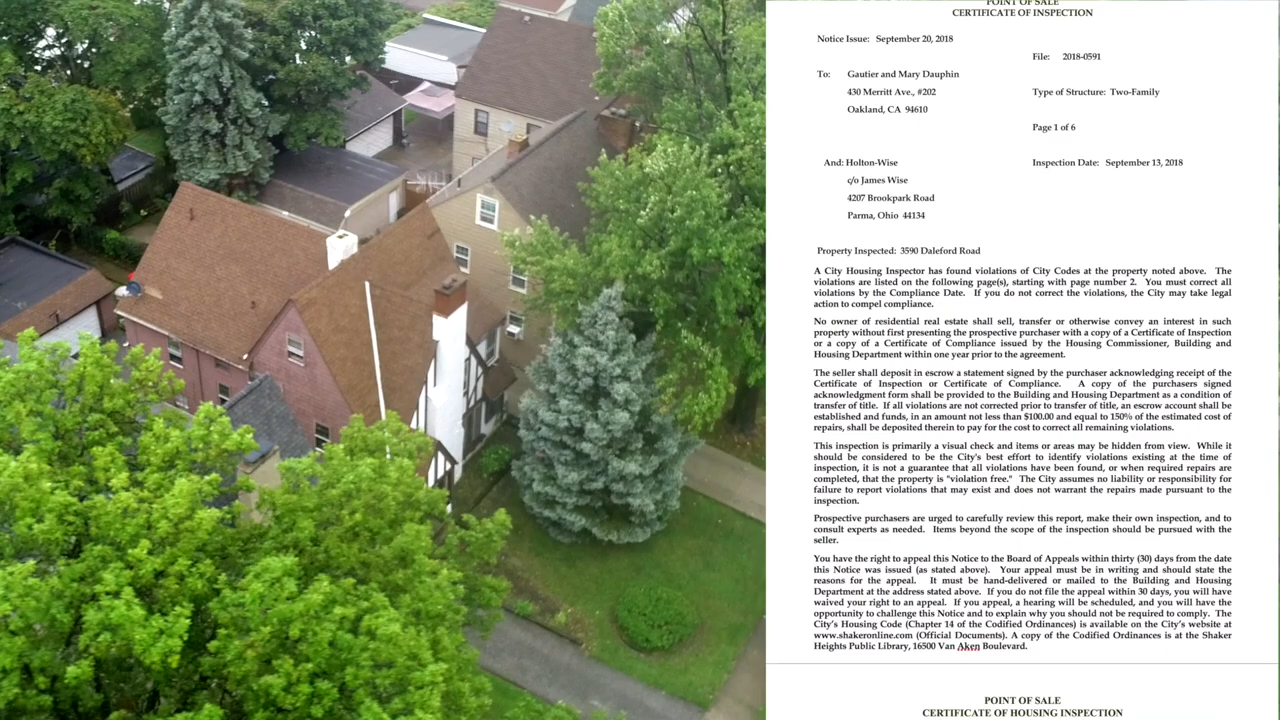 POINT OF SALE
CERTIFICATE OF INSPECTION
Notice Issue: September 20, 2018
File: 2018-0591
To: Gautier and Mary Dauphin
430 Merritt Ave., #202
Type of Structure: Two-Family
Oakland, CA 94610
Page 1 of 6
And: Holton-Wise
Inspection Date: September 13, 2018
c/o James Wise
4207 Brookpark Road
Parma, Ohio 44134
Property Inspected: 3590 Daleford Road
A City Housing Inspector has found violations of City Codes at the property noted above. The
violations are listed on the following page(s), starting with page number 2. You must correct all
violations by the Compliance Date. If you do not correct the violations, the City may take legal
action to compel compliance.
No owner of residential real estate shall sell, transfer or otherwise convey an interest in such
property without first presenting the prospective purchaser with a copy of a Certificate of Inspection
or a copy of a Certificate of Compliance issued by the Housing Commissioner, Building and
Housing Department within one year prior to the agreement.
The seller shall deposit in escrow a statement signed by the purchaser acknowledging receipt of the
Certificate of Inspection or Certificate of Compliance. A copy of the purchasers signed
acknowledgment form shall be provided to the Building and Housing Department as a condition of
transfer of title. If all violations are not corrected prior to transfer of title, an escrow account shall be
established and funds, in an amount not less than $100.00 and equal to 150% of the estimated cost of
repairs, shall be deposited therein to pay for the cost to correct all remaining violations.
This inspection is primarily a visual check and items or areas may be hidden from view. While it
should be considered to be the City's best effort to identify violations existing at the time of
inspection, it is not a guarantee that all violations have been found, or when required repairs are
completed, that the property is "violation free." The City assumes no liability or responsibility for
failure to report violations that may exist and does not warrant the repairs made pursuant to the
inspection.
Prospective purchasers are urged to carefully review this report, make their own inspection, and to
consult experts as needed. Items beyond the scope of the inspection should be pursued with the
seller.
You have the right to appeal this Notice to the Board of Appeals within thirty (30) days from the date
this Notice was issued (as stated above). Your appeal must be in writing and should state the
reasons for the appeal. It must be hand-delivered or mailed to the Building and Housing
Department at the address stated above. If you do not file the appeal within 30 days, you will have
waived your right to an appeal. If you appeal, a hearing will be scheduled, and you will have the
opportunity to challenge this Notice and to explain why you should not be required to comply. The
City's Housing Code (Chapter 14 of the Codified Ordinances) is available on the City's website at
www.shakeronline.com (Official Documents). A copy of the Codified Ordinances is at the Shaker
Heights Public Library, 16500 Van Aken Boulevard.
POINT OF SALE
CERTIFICATE OF HOUSING INSPECTION